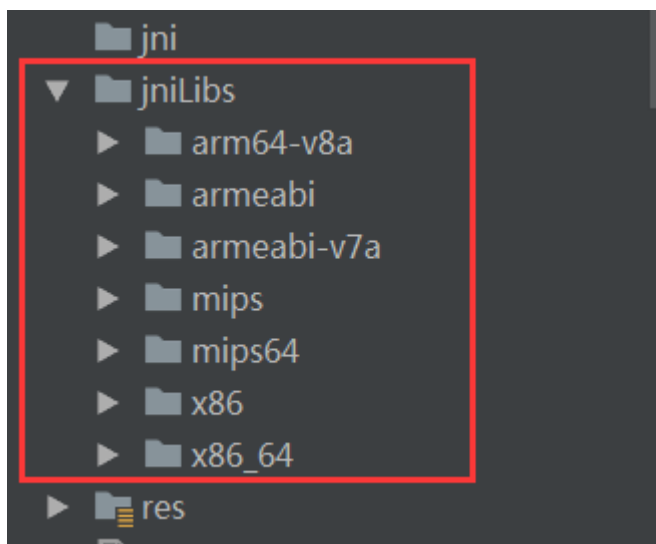 jni
jniLibs
arm64-v8a
armeabi
armeabi-v7a
mips
mips64
x86
x86_64
res